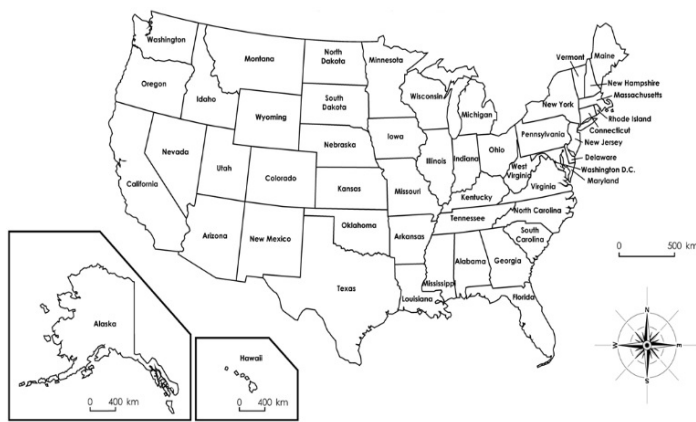 Washington
Montana
North
Dakota
Minnesota
Vermont
Maine
Oregon
Idaho
Wyoming
South
Dakota
Wisconsin
Michigan
New York
New Hampshire
Massachusetts
Rhode Island
Connecticut
New Jersey
Pennsylvania
Delaware
Washington D.C.
Maryland
Nevada
Utah
Colorado
Nebraska
Iowa
Illinois
Indiana
Ohio
West
Virginia
Virginia
California
Kansas
Missouri
Kentucky
Arizona
New Mexico
Oklahoma
Arkansas
Tennessee
North Carolina
South
Carolina
Texas
Louisiana
Mississippi
Alabama
Georgia
Florida
Alaska
0 400 km
Hawaii
0 400 km
0 500 km
N
W E
S